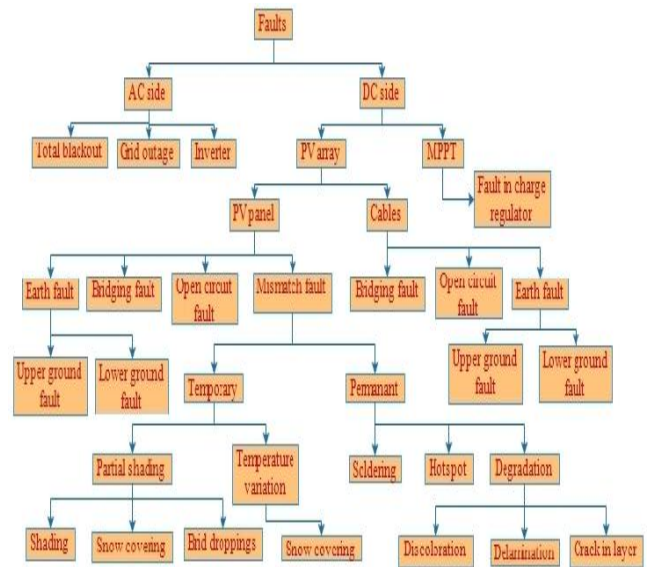 Faults
AC side
DC side
Total blackout
Grid outage
Inverter
PV array
MPPT
Fault in charge
regulator
PV panel
Cables
Earth fault
Bridging fault
Open circuit
fault
Mismatch fault
Bridging fault
Open circuit
fault
Earth fault
Upper ground
fault
Lower ground
fault
Upper ground
fault
Lower ground
fault
Temporary
Permanant
Partial shading
Temperature
variation
Soldering
Hotspot
Degradation
Shading
Snow covering
Brid droppings
Snow covering
Discoloration
Delamination
Crack in layer